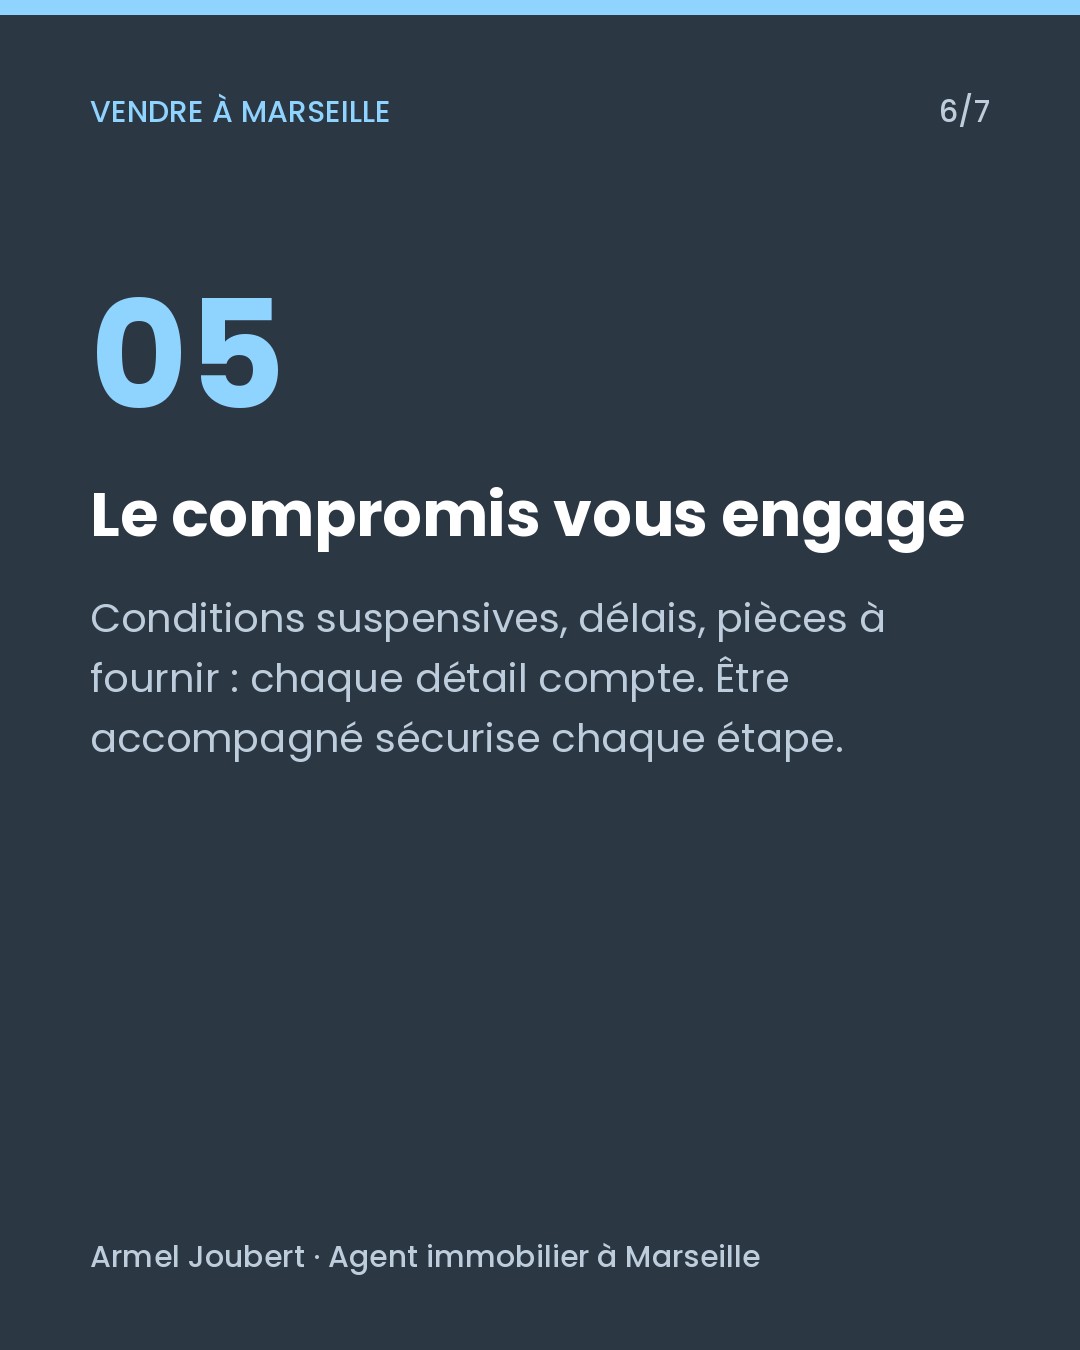 VENDRE À MARSEILLE
6/7
05
Le compromis vous engage
Conditions suspensives, délais, pièces à
fournir : chaque détail compte. Être
accompagné sécurise chaque étape.
Armel Joubert · Agent immobilier à Marseille